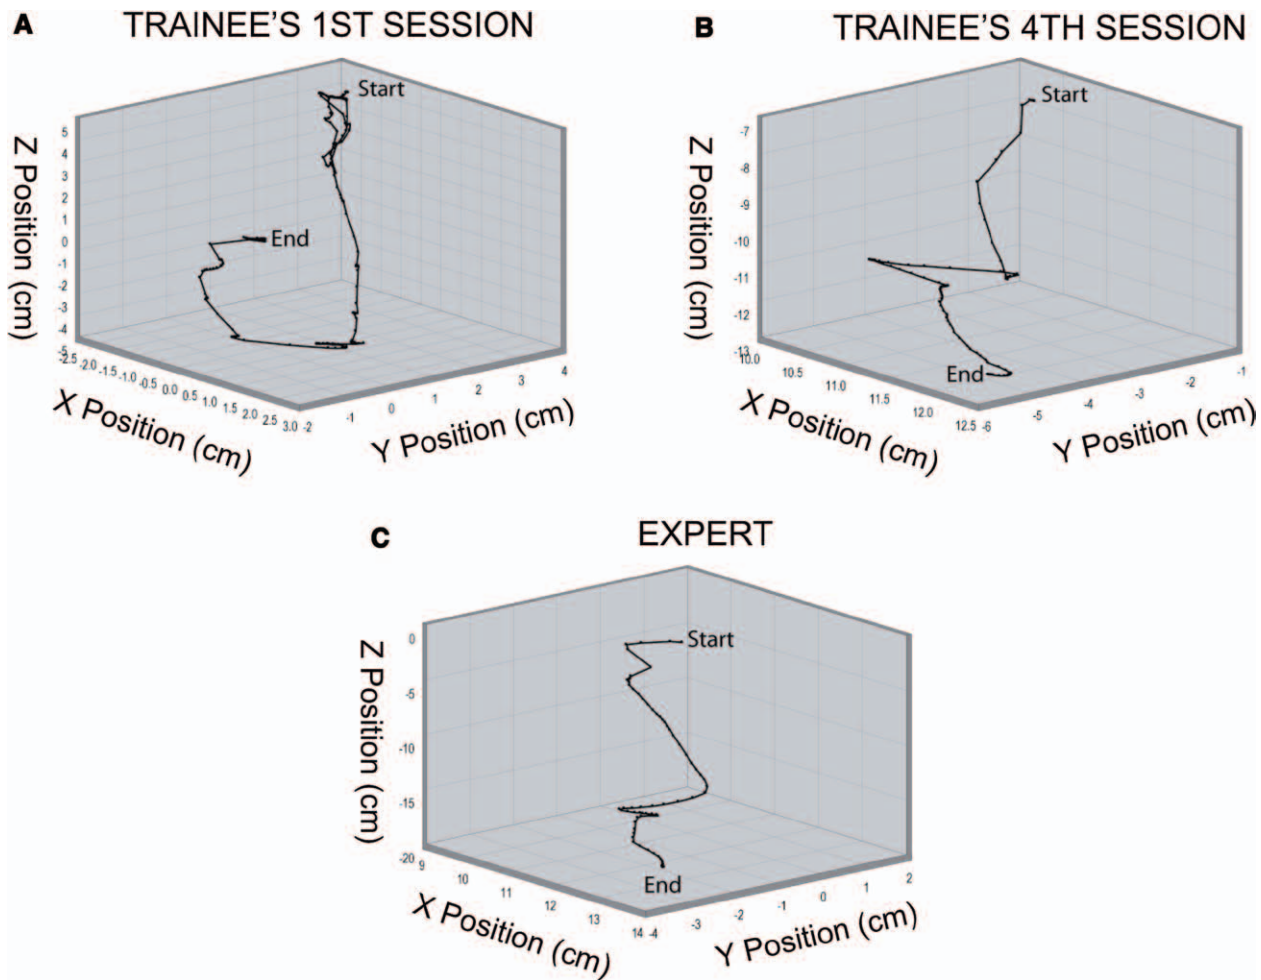 A TRAINEE'S 1ST SESSION
Start
End
Z Position (cm)
5
4
3
2
1
0
-1
-2
-3
-4
-5
-2.5 -2.0 -1.5 -1.0 -0.5 0.0 0.5 1.0 1.5 2.0 2.5 3.0
X Position (cm)
-2 -1 0 1 2 3 4
Y Position (cm)
B TRAINEE'S 4TH SESSION
Start
End
Z Position (cm)
-7
-8
-9
-10
-11
-12
-13
10.0 10.5 11.0 11.5 12.0 12.5
X Position (cm)
-6 -5 -4 -3 -2 -1
Y Position (cm)
C EXPERT
Start
End
Z Position (cm)
0
-5
-10
-15
-20
9 10 11 12 13 14
X Position (cm)
-4 -3 -2 -1 0 1 2
Y Position (cm)